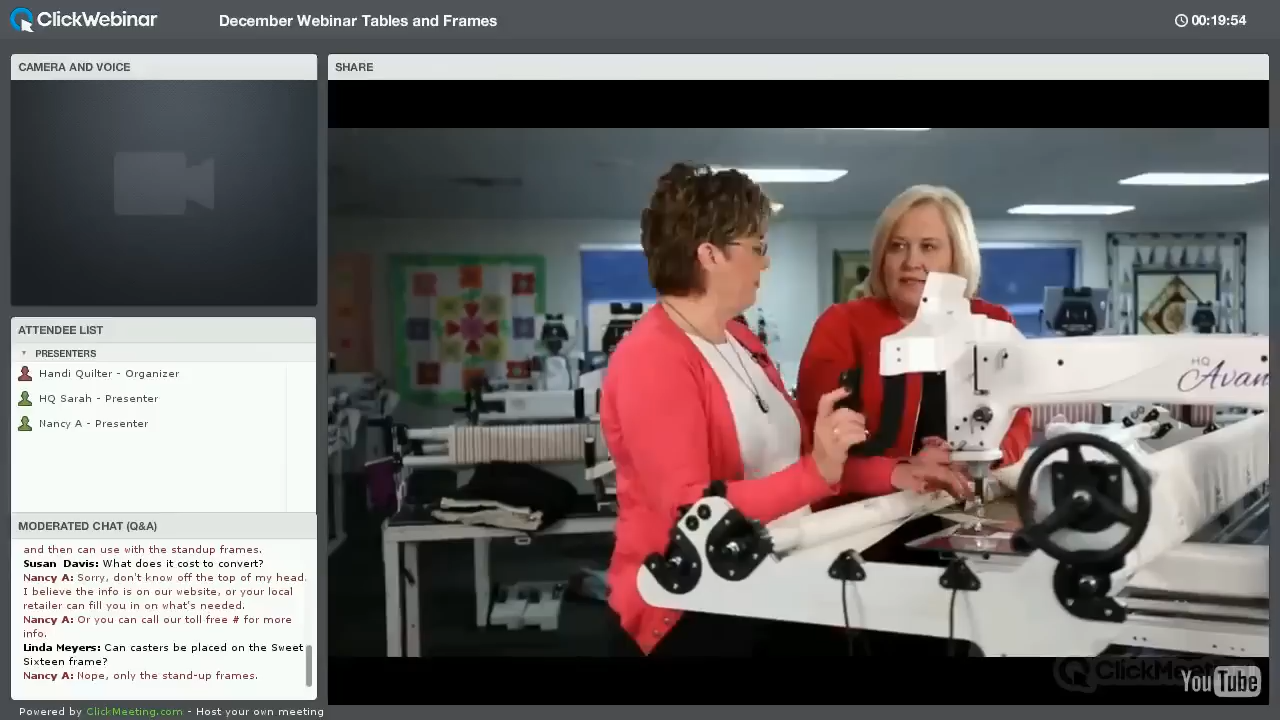 ClickWebinar
December Webinar Tables and Frames
00:19:54
CAMERA AND VOICE
SHARE
ATTENDEE LIST
PRESENTERS
Handi Quilter - Organizer
HQ Sarah - Presenter
Nancy A - Presenter
MODERATED CHAT (Q&A)
and then can use with the standup frames.
Susan Davis: What does it cost to convert?
Nancy A: Sorry, don't know off the top of my head.
I believe the info is on our website, or your local
retailer can fill you in on what's needed.
Nancy A: Or you can call our toll free # for more
info.
Linda Meyers: Can casters be placed on the Sweet
Sixteen frame?
Nancy A: Nope, only the stand-up frames.
HQ
Avan
ClickMee
YouTube
Powered by ClickMeeting.com - Host your own meeting